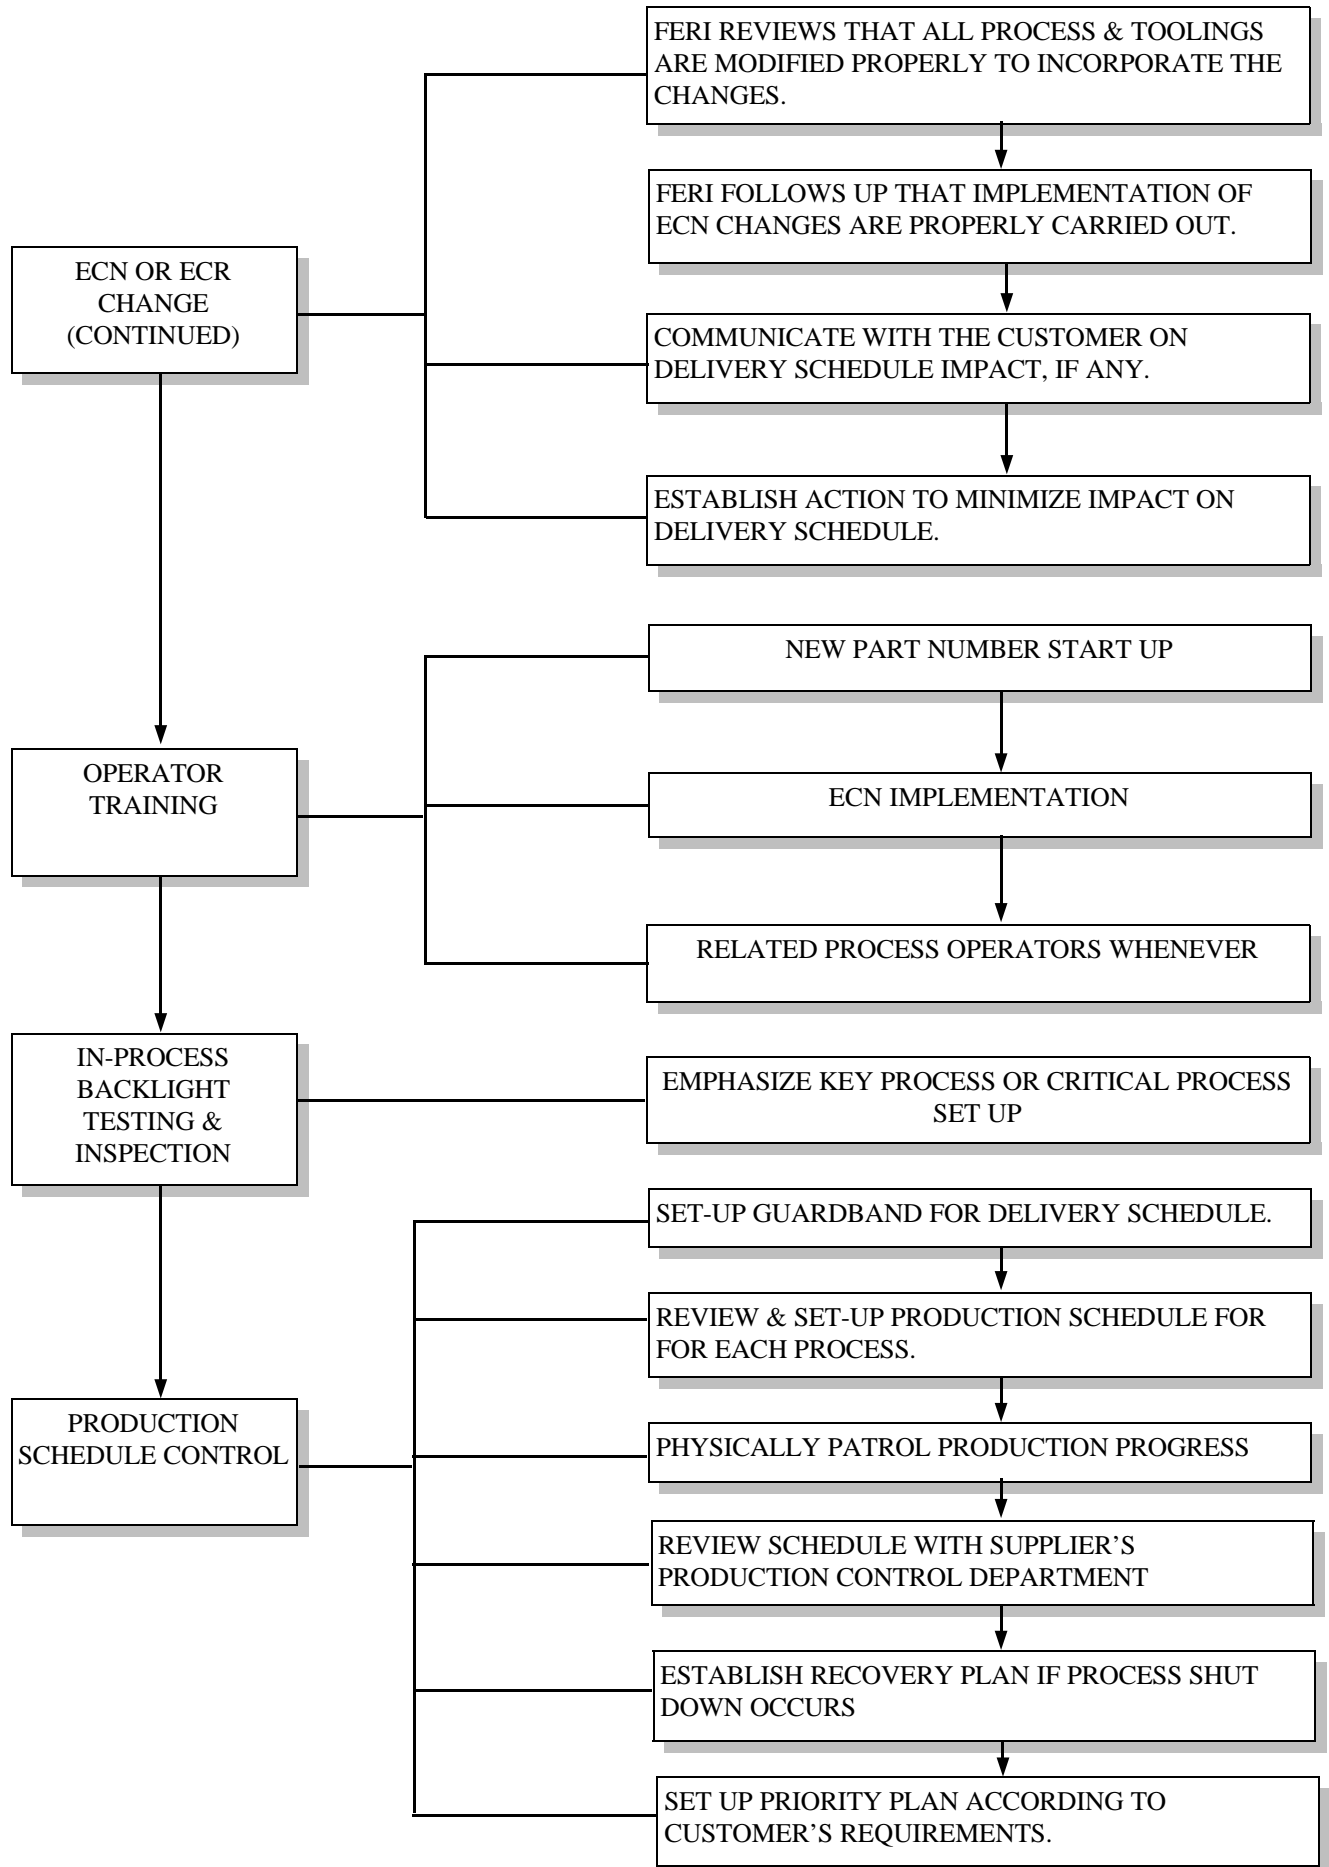 FERI REVIEWS THAT ALL PROCESS & TOOLINGS
ARE MODIFIED PROPERLY TO INCORPORATE THE
CHANGES.
FERI FOLLOWS UP THAT IMPLEMENTATION OF
ECN CHANGES ARE PROPERLY CARRIED OUT.
ECN OR ECR
CHANGE
(CONTINUED)
COMMUNICATE WITH THE CUSTOMER ON
DELIVERY SCHEDULE IMPACT, IF ANY.
ESTABLISH ACTION TO MINIMIZE IMPACT ON
DELIVERY SCHEDULE.
NEW PART NUMBER START UP
OPERATOR
TRAINING
ECN IMPLEMENTATION
RELATED PROCESS OPERATORS WHENEVER
IN-PROCESS
BACKLIGHT
TESTING &
INSPECTION
EMPHASIZE KEY PROCESS OR CRITICAL PROCESS
SET UP
SET-UP GUARDBAND FOR DELIVERY SCHEDULE.
REVIEW & SET-UP PRODUCTION SCHEDULE FOR
FOR EACH PROCESS.
PRODUCTION
SCHEDULE CONTROL
PHYSICALLY PATROL PRODUCTION PROGRESS
REVIEW SCHEDULE WITH SUPPLIER’S
PRODUCTION CONTROL DEPARTMENT
ESTABLISH RECOVERY PLAN IF PROCESS SHUT
DOWN OCCURS
SET UP PRIORITY PLAN ACCORDING TO
CUSTOMER’S REQUIREMENTS.